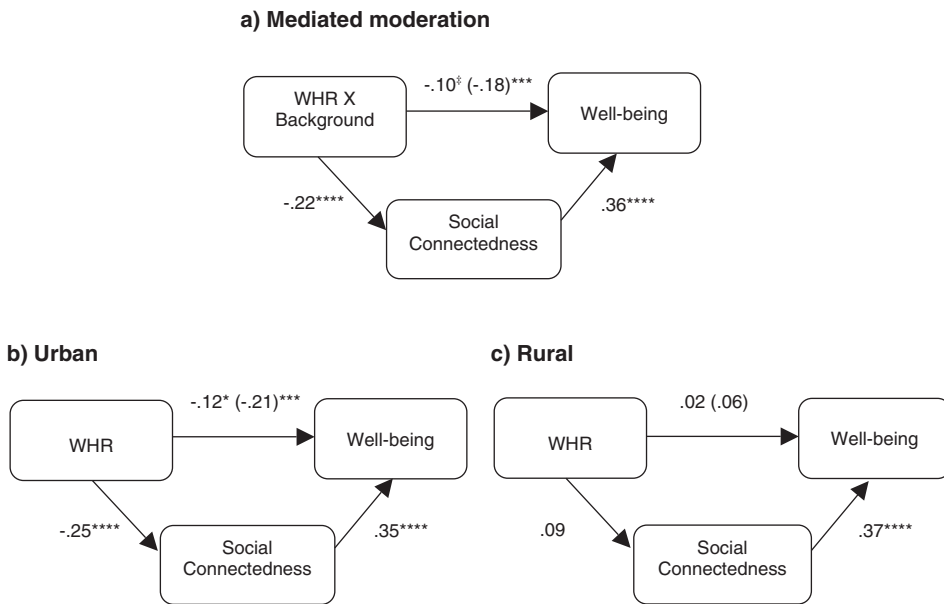 a) Mediated moderation
-.10‡ (-.18)***
WHR X
Background
Well-being
-.22****
.36****
Social
Connectedness
b) Urban
-.12* (-.21)***
WHR
Well-being
-.25****
.35****
Social
Connectedness
c) Rural
.02 (.06)
WHR
Well-being
.09
.37****
Social
Connectedness